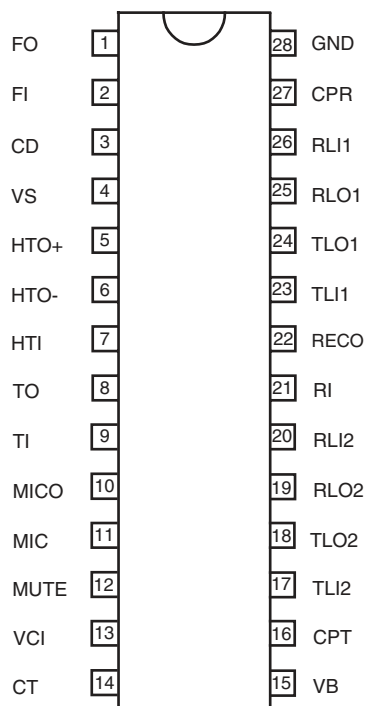 FO 1 28 GND
FI 2 27 CPR
CD 3 26 RLI1
VS 4 25 RLO1
HTO+ 5 24 TLO1
HTO- 6 23 TLI1
HTI 7 22 RECO
TO 8 21 RI
TI 9 20 RLI2
MICO 10 19 RLO2
MIC 11 18 TLO2
MUTE 12 17 TLI2
VCI 13 16 CPT
CT 14 15 VB